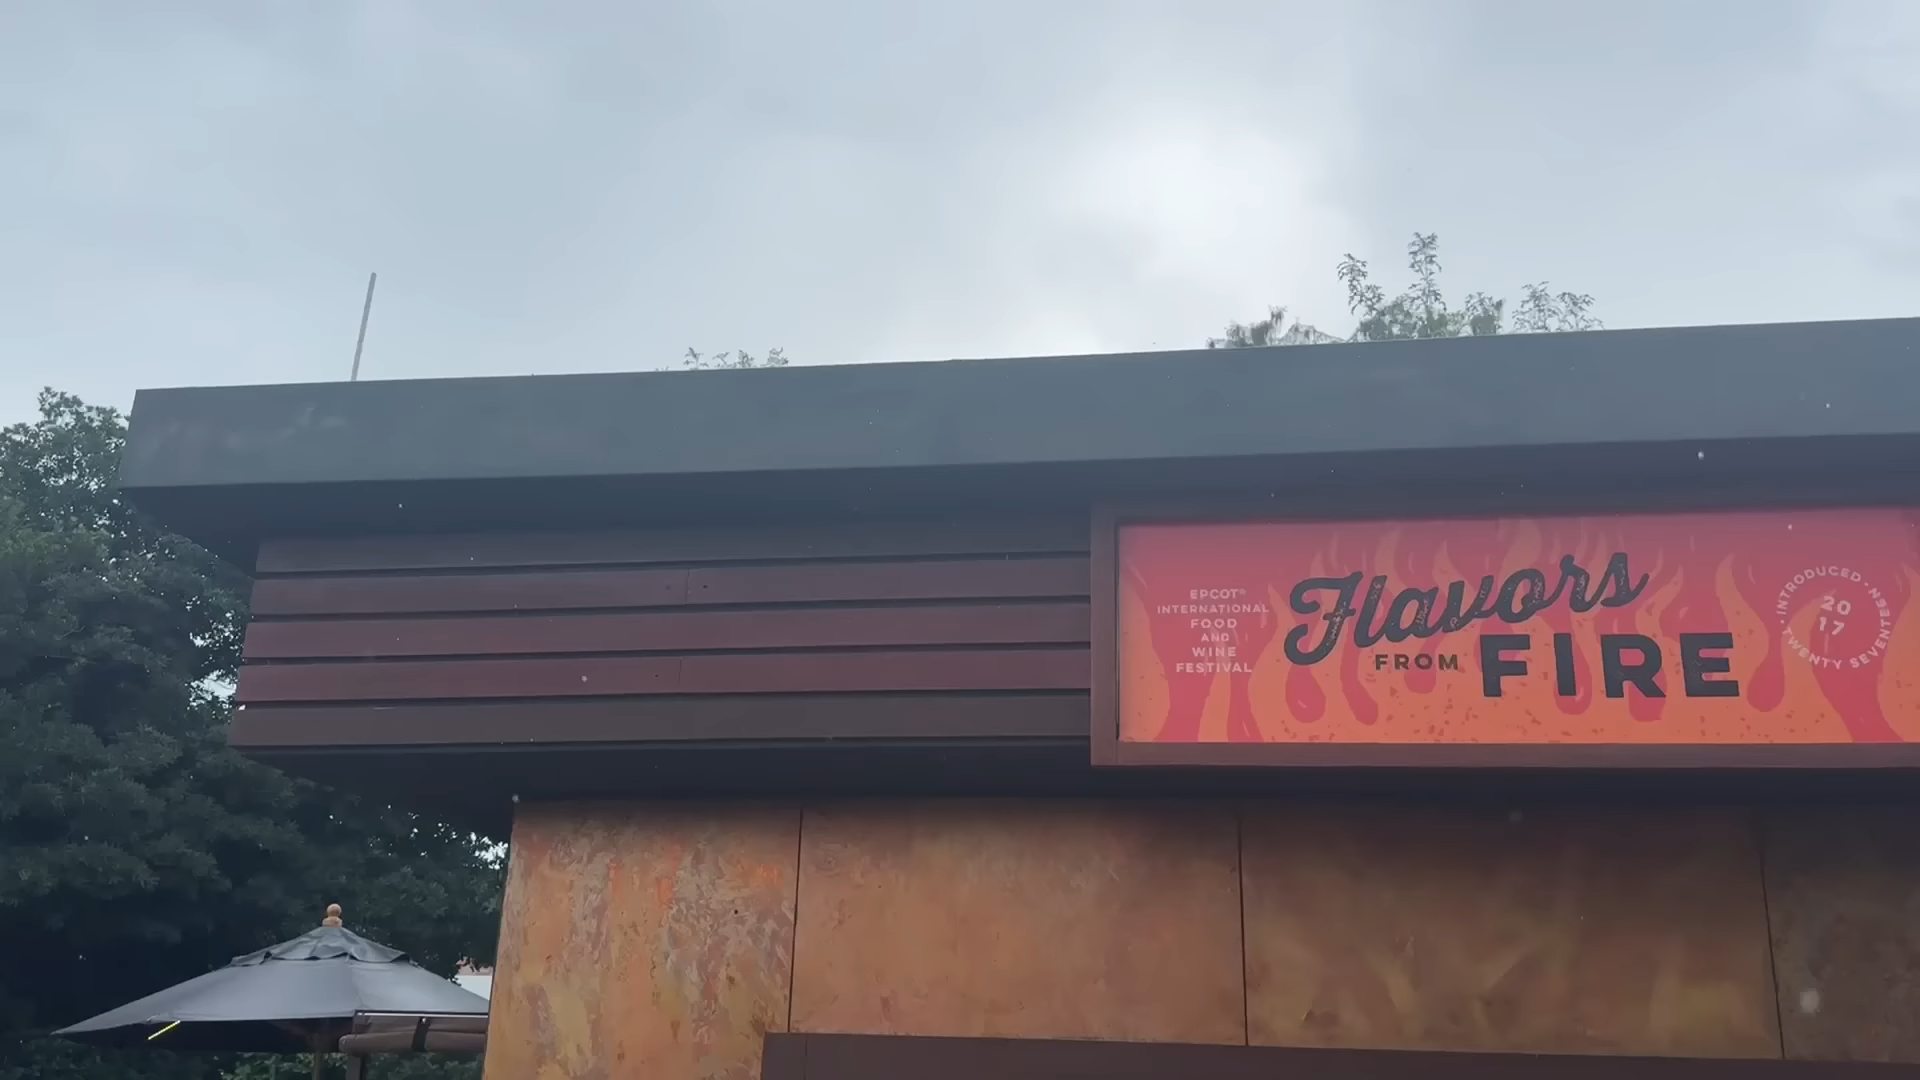 EPCOT®
INTERNATIONAL
FOOD
AND
WINE
FESTIVAL
Flavors
FROM FIRE
INTRODUCED
20
17
TWENTY SEVENTEEN